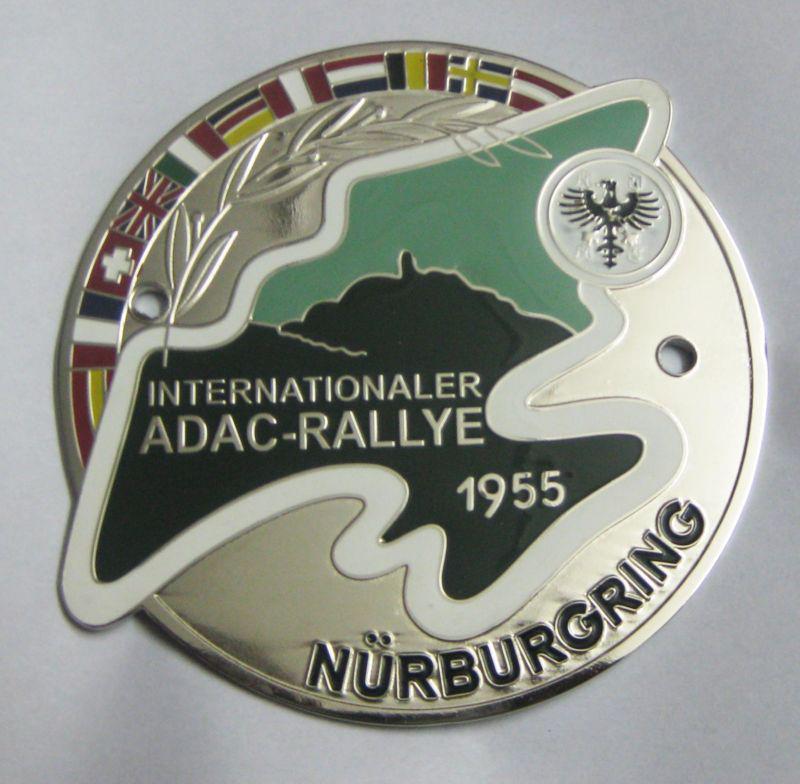 INTERNATIONALER
ADAC-RALLYE
1955
NÜRBURGRING